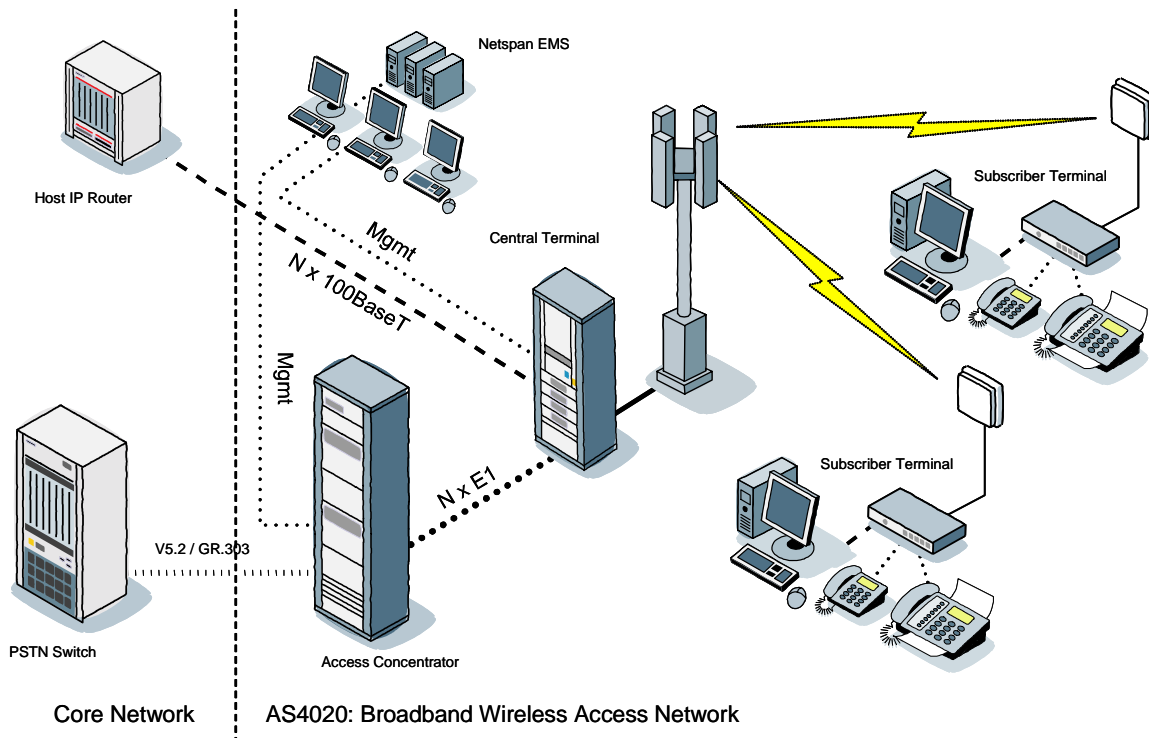 Netspan EMS
Host IP Router
Subscriber Terminal
Mgmt
Central Terminal
N x 100BaseT
Mgmt
Subscriber Terminal
N x E1
V5.2 / GR.303
PSTN Switch
Access Concentrator
Core Network
AS4020: Broadband Wireless Access Network